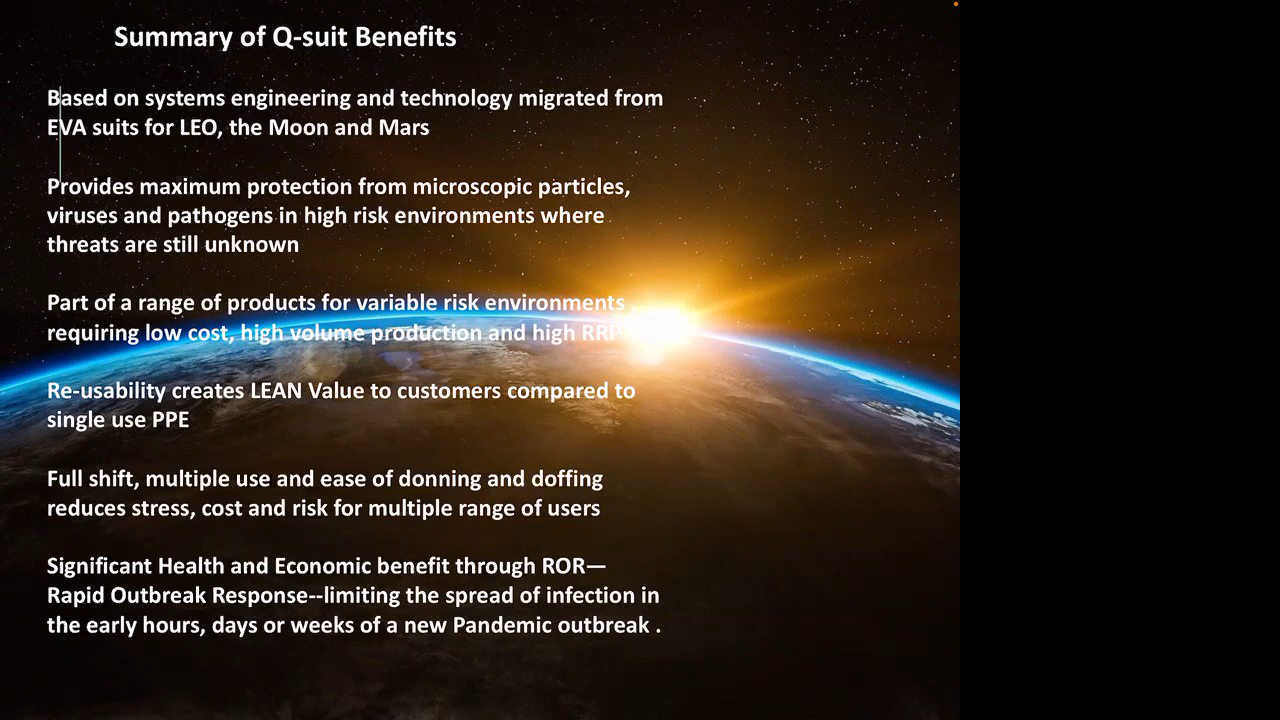 Summary of Q-suit Benefits
Based on systems engineering and technology migrated from
EVA suits for LEO, the Moon and Mars
Provides maximum protection from microscopic particles,
viruses and pathogens in high risk environments where
threats are still unknown
Part of a range of products for variable risk environments
requiring low cost, high volume production and high
Re-usability creates LEAN Value to customers compared to
single use PPE
Full shift, multiple use and ease of donning and doffing
reduces stress, cost and risk for multiple range of users
Significant Health and Economic benefit through ROR—
Rapid Outbreak Response--limiting the spread of infection in
the early hours, days or weeks of a new Pandemic outbreak .